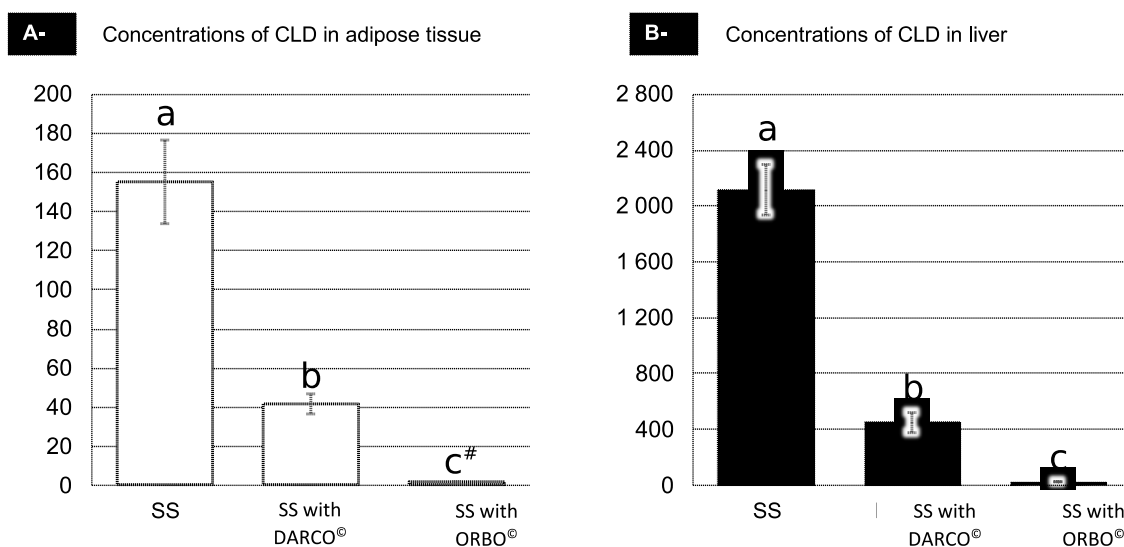 A- Concentrations of CLD in adipose tissue
200
180
160
140
120
100
80
60
40
20
0
a
b
c#
SS
SS with
DARCO©
SS with
ORBO©
B- Concentrations of CLD in liver
2 800
2 400
2 000
1 600
1 200
800
400
0
a
b
c
SS
SS with
DARCO©
SS with
ORBO©